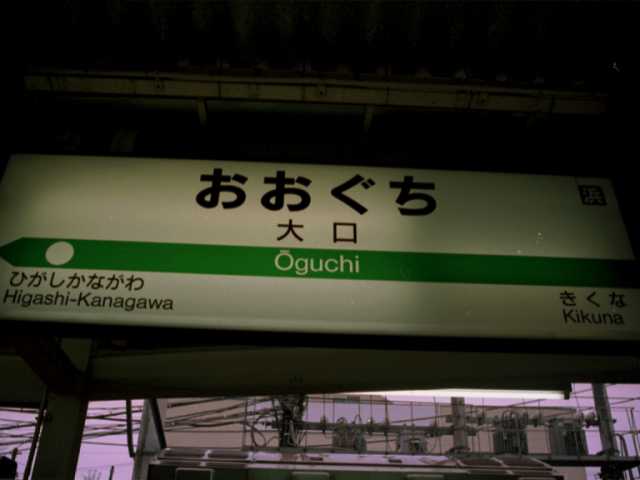 おおぐち
浜
大口
Ōguchi
ひがしかながわ
Higashi-Kanagawa
きくな
Kikuna